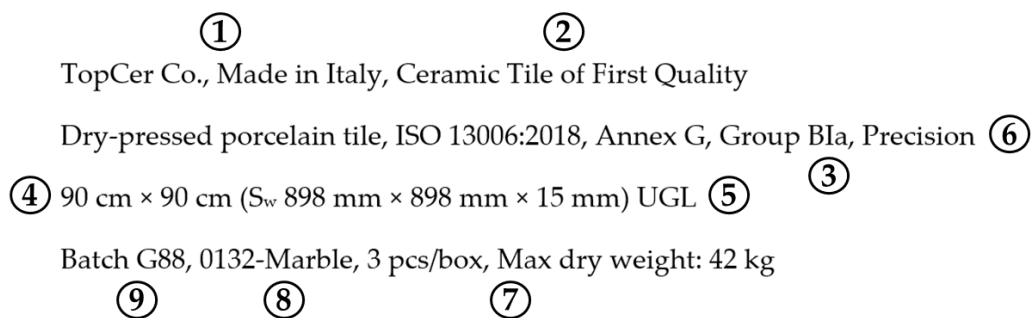 ① ②
TopCer Co., Made in Italy, Ceramic Tile of First Quality
Dry-pressed porcelain tile, ISO 13006:2018, Annex G, Group BIa, Precision ⑥
③
④ 90 cm × 90 cm (Sw 898 mm × 898 mm × 15 mm) UGL ⑤
Batch G88, 0132-Marble, 3 pcs/box, Max dry weight: 42 kg
⑨ ⑧ ⑦